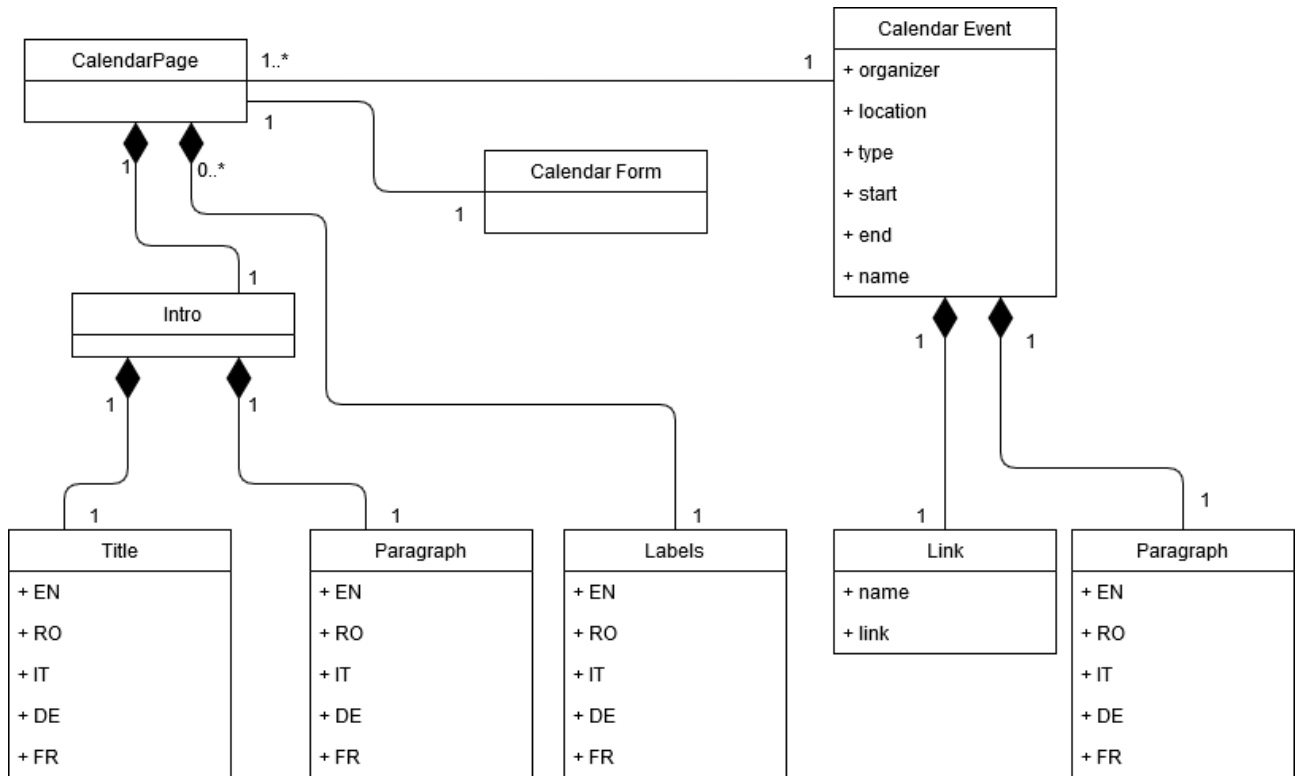 Calendar Event
+ organizer
+ location
+ type
+ start
+ end
+ name
CalendarPage
1..*
1
1
1
0..*
Calendar Form
1
1
Intro
1
1
1
1
1
1
1
1
1
1
Title
+ EN
+ RO
+ IT
+ DE
+ FR
Paragraph
+ EN
+ RO
+ IT
+ DE
+ FR
Labels
+ EN
+ RO
+ IT
+ DE
+ FR
Link
+ name
+ link
Paragraph
+ EN
+ RO
+ IT
+ DE
+ FR